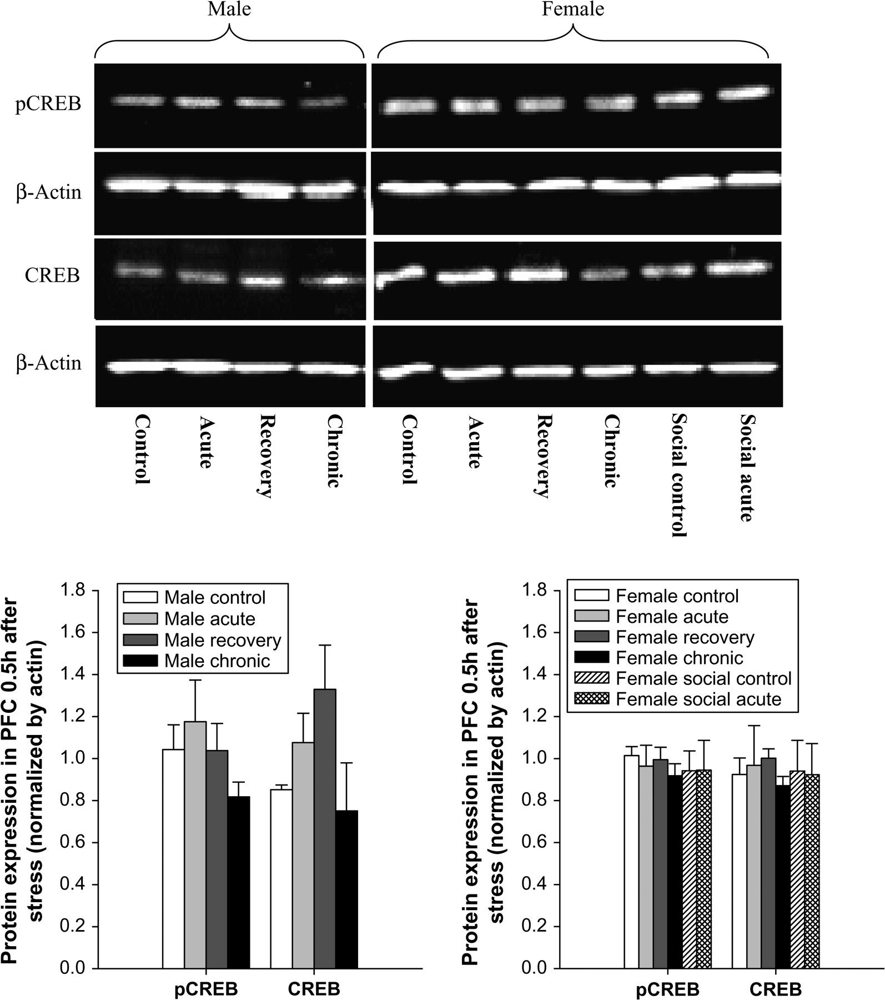 Male
Female
pCREB
β-Actin
CREB
β-Actin
Control
Acute
Recovery
Chronic
Control
Acute
Recovery
Chronic
Social control
Social acute
Protein expression in PFC 0.5h after
stress (normalized by actin)
1.8
1.6
1.4
1.2
1.0
0.8
0.6
0.4
0.2
0.0
Male control
Male acute
Male recovery
Male chronic
pCREB
CREB
Protein expression in PFC 0.5h after
stress (normalized by actin)
1.8
1.6
1.4
1.2
1.0
0.8
0.6
0.4
0.2
0.0
Female control
Female acute
Female recovery
Female chronic
Female social control
Female social acute
pCREB
CREB